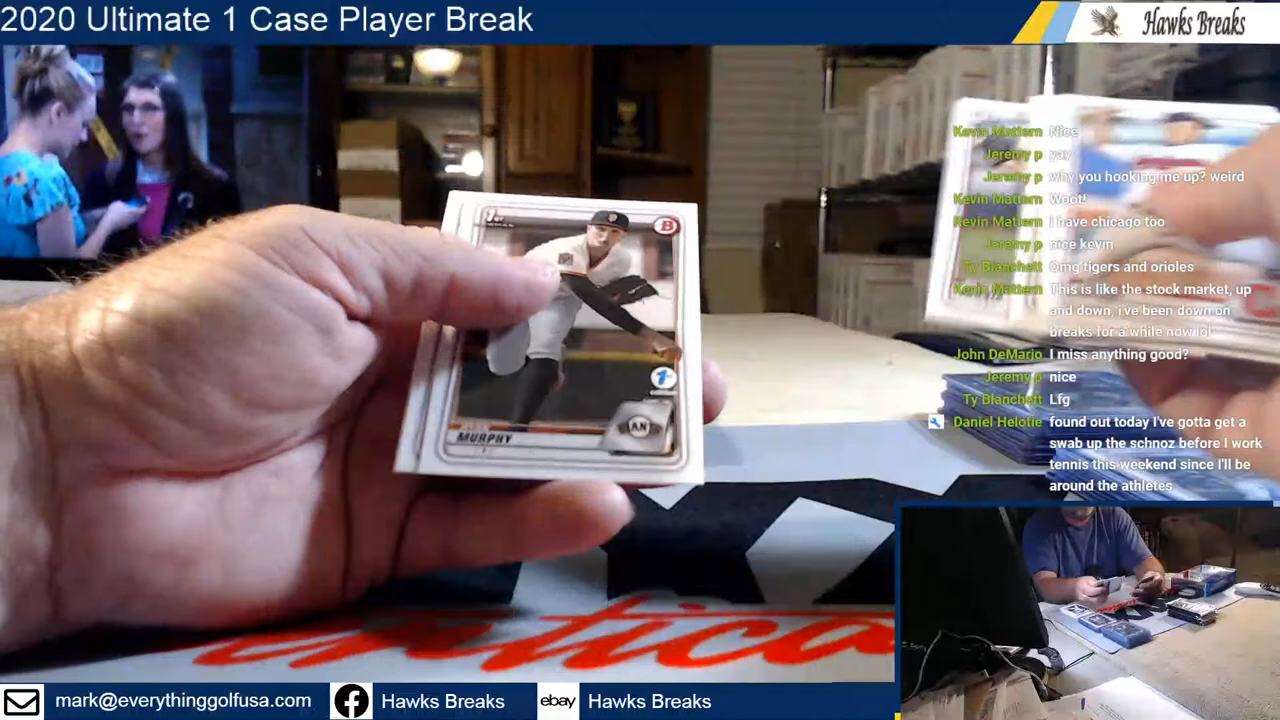 2020 Ultimate 1 Case Player Break
Hawks Breaks
Kevin Mattern Nice
Jeremy p yay
Jeremy p why you hooking me up? weird
Kevin Mattern Woot!
Kevin Mattern I have chicago too
Jeremy p nice kevin
Ty Blanchett Omg tigers and orioles
Kevin Mattern This is like the stock market, up
and down, i've been down on
breaks for a while now lol
John DeMario I miss anything good?
Jeremy p nice
Ty Blanchett Lfg
Daniel Helotie found out today I've gotta get a
swab up the schnoz before I work
tennis this weekend since I'll be
around the athletes
1st
B
1st
MURPHY
mark@everythinggolfusa.com
Hawks Breaks
ebay
Hawks Breaks